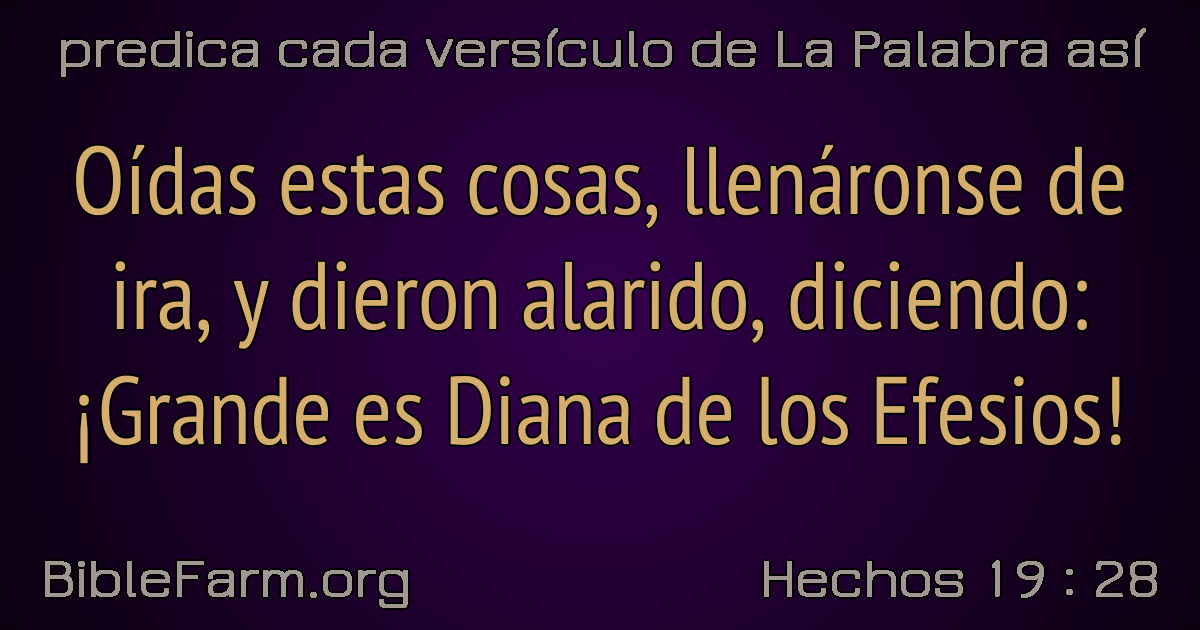 predica cada versículo de La Palabra así
Oídas estas cosas, llenáronse de
ira, y dieron alarido, diciendo:
¡Grande es Diana de los Efesios!
BibleFarm.org
Hechos 19 : 28